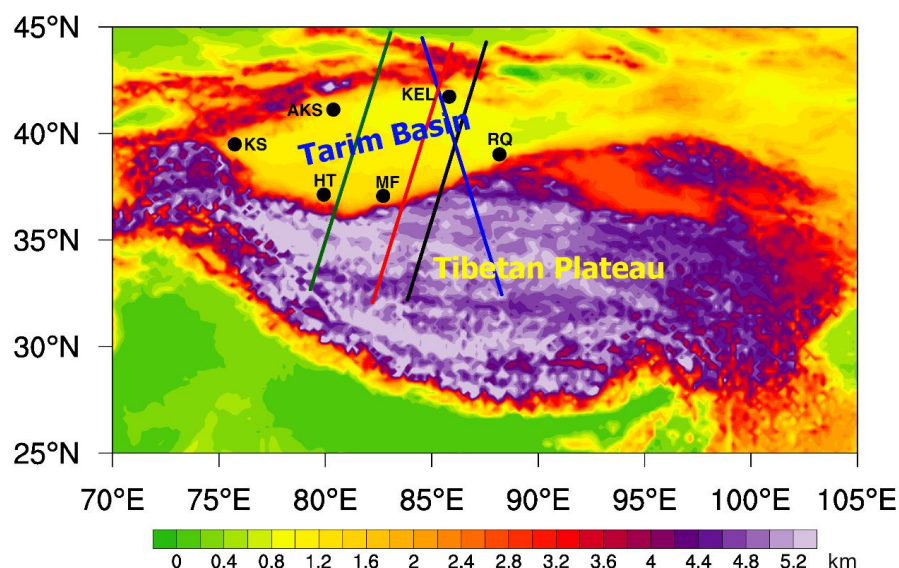 45°N
40°N
35°N
30°N
25°N
KEL
AKS
Tarim Basin
KS
RQ
HT
MF
Tibetan Plateau
70°E 75°E 80°E 85°E 90°E 95°E 100°E 105°E
0 0.4 0.8 1.2 1.6 2 2.4 2.8 3.2 3.6 4 4.4 4.8 5.2 km